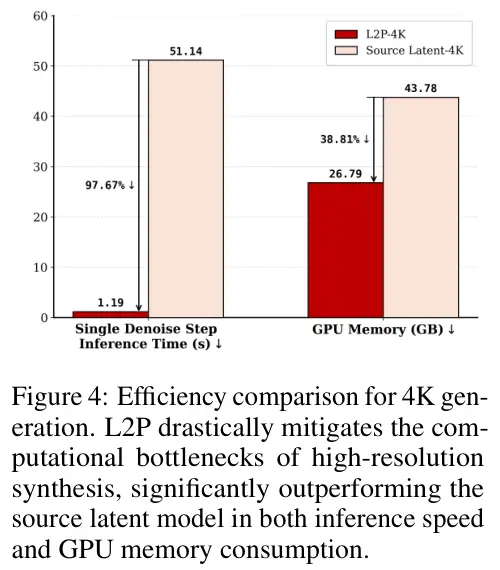 60
50
40
30
20
10
0
L2P-4K
Source Latent-4K
51.14
97.67% ↓
1.19
43.78
38.81% ↓
26.79
Single Denoise Step
Inference Time (s) ↓
GPU Memory (GB) ↓
Figure 4: Efficiency comparison for 4K gen-
eration. L2P drastically mitigates the com-
putational bottlenecks of high-resolution
synthesis, significantly outperforming the
source latent model in both inference speed
and GPU memory consumption.